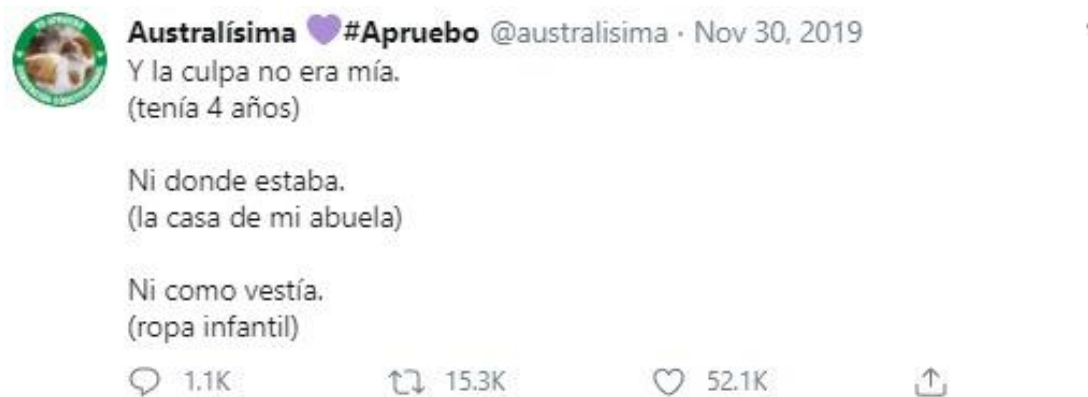 Australísima 💜#Apruebo @australisima · Nov 30, 2019
Y la culpa no era mía.
(tenía 4 años)
Ni donde estaba.
(la casa de mi abuela)
Ni como vestía.
(ropa infantil)
1.1K 15.3K 52.1K